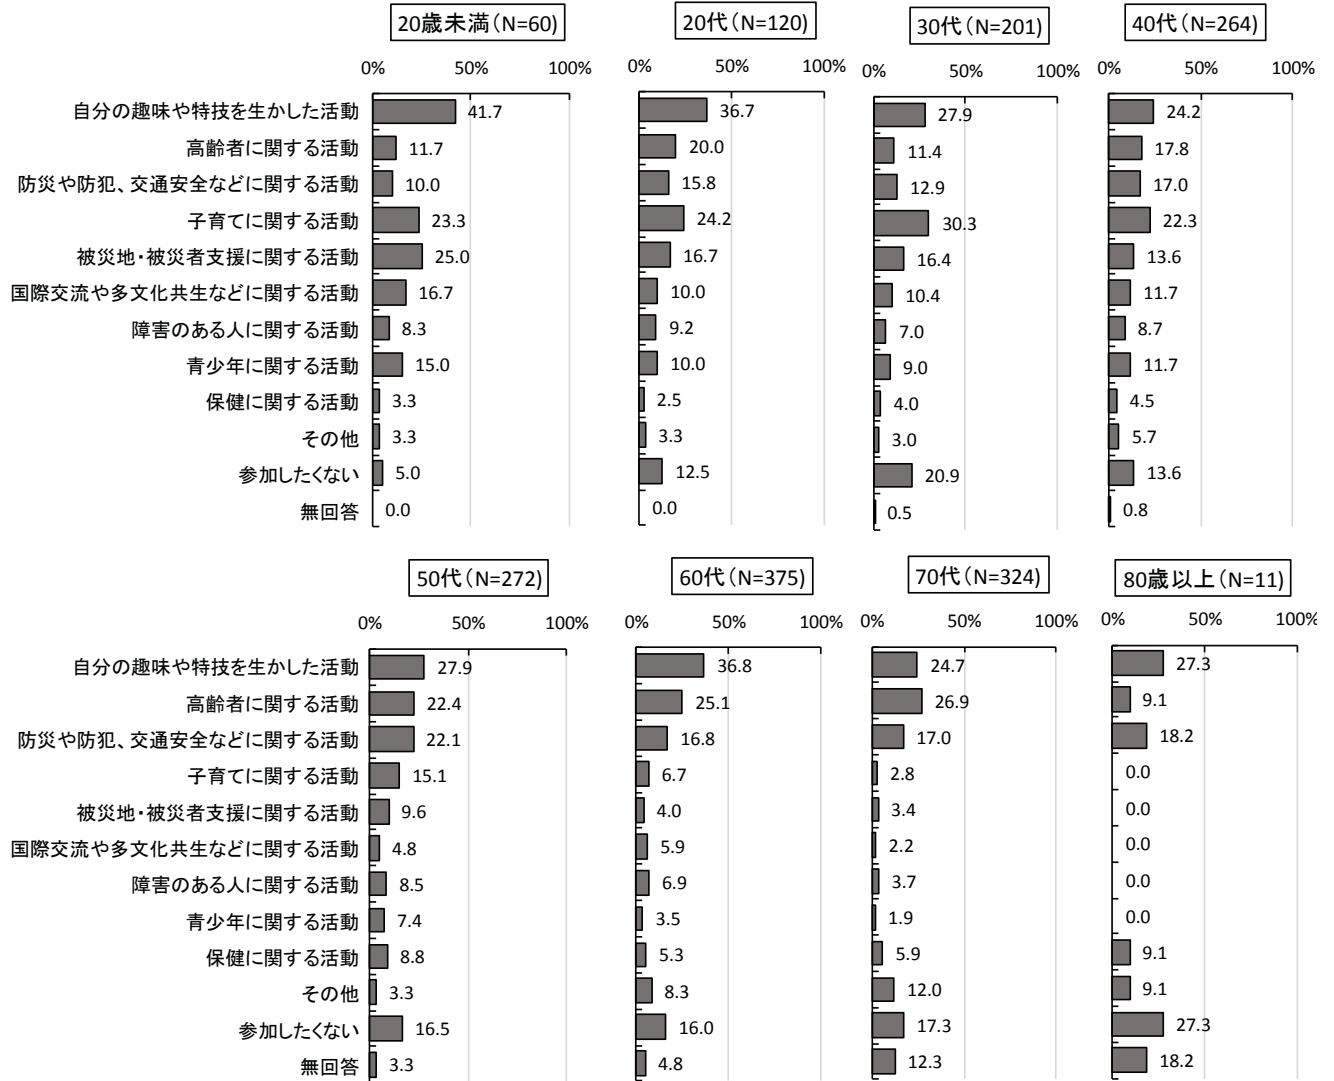 20歳未満(N=60) 20代(N=120) 30代(N=201) 40代(N=264)
0% 50% 100% 0% 50% 100% 0% 50% 100% 0% 50% 100%
自分の趣味や特技を生かした活動 41.7 36.7 27.9 24.2
高齢者に関する活動 11.7 20.0 11.4 17.8
防災や防犯、交通安全などに関する活動 10.0 15.8 12.9 17.0
子育てに関する活動 23.3 24.2 30.3 22.3
被災地・被災者支援に関する活動 25.0 16.7 16.4 13.6
国際交流や多文化共生などに関する活動 16.7 10.0 10.4 11.7
障害のある人に関する活動 8.3 9.2 7.0 8.7
青少年に関する活動 15.0 10.0 9.0 11.7
保健に関する活動 3.3 2.5 4.0 4.5
その他 3.3 3.3 3.0 5.7
参加したくない 5.0 12.5 20.9 13.6
無回答 0.0 0.0 0.5 0.8
50代(N=272) 60代(N=375) 70代(N=324) 80歳以上(N=11)
0% 50% 100% 0% 50% 100% 0% 50% 100% 0% 50% 100%
自分の趣味や特技を生かした活動 27.9 36.8 24.7 27.3
高齢者に関する活動 22.4 25.1 26.9 9.1
防災や防犯、交通安全などに関する活動 22.1 16.8 17.0 18.2
子育てに関する活動 15.1 6.7 2.8 0.0
被災地・被災者支援に関する活動 9.6 4.0 3.4 0.0
国際交流や多文化共生などに関する活動 4.8 5.9 2.2 0.0
障害のある人に関する活動 8.5 6.9 3.7 0.0
青少年に関する活動 7.4 3.5 1.9 0.0
保健に関する活動 8.8 5.3 5.9 9.1
その他 3.3 8.3 12.0 9.1
参加したくない 16.5 16.0 17.3 27.3
無回答 3.3 4.8 12.3 18.2